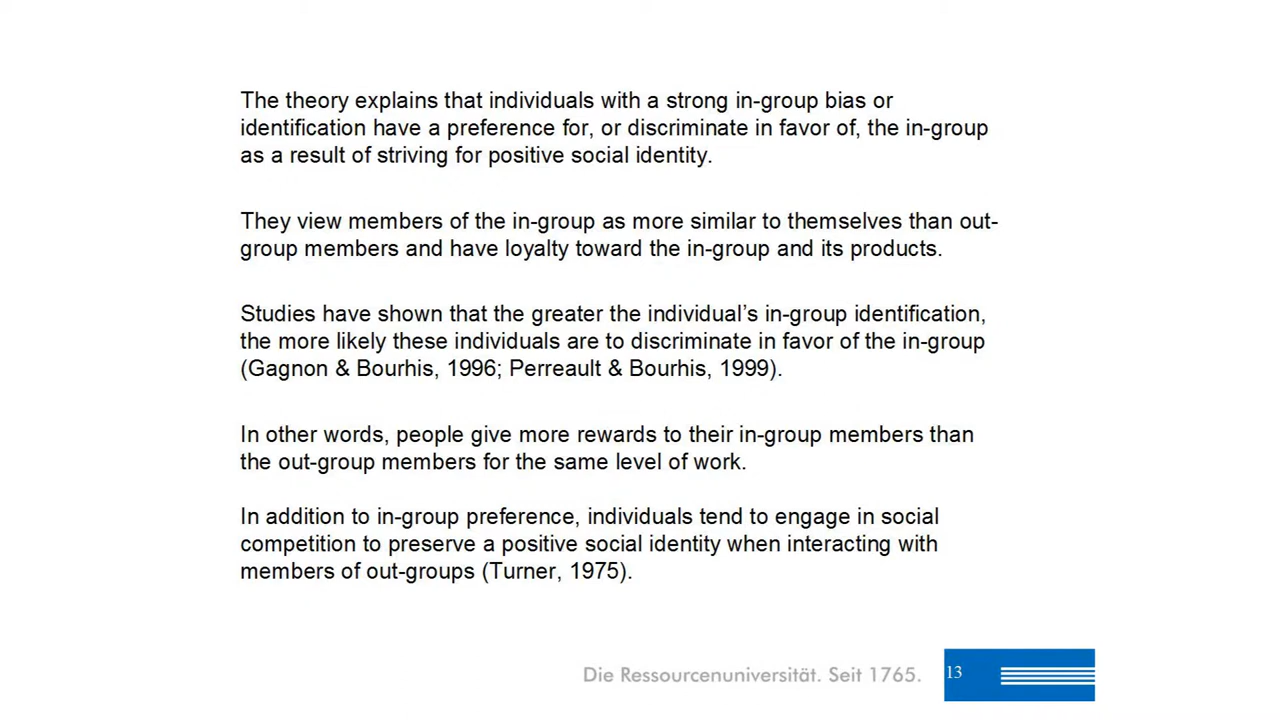 The theory explains that individuals with a strong in-group bias or
identification have a preference for, or discriminate in favor of, the in-group
as a result of striving for positive social identity.
They view members of the in-group as more similar to themselves than out-
group members and have loyalty toward the in-group and its products.
Studies have shown that the greater the individual's in-group identification,
the more likely these individuals are to discriminate in favor of the in-group
(Gagnon & Bourhis, 1996; Perreault & Bourhis, 1999).
In other words, people give more rewards to their in-group members than
the out-group members for the same level of work.
In addition to in-group preference, individuals tend to engage in social
competition to preserve a positive social identity when interacting with
members of out-groups (Turner, 1975).
Die Ressourcenuniversität. Seit 1765. 13